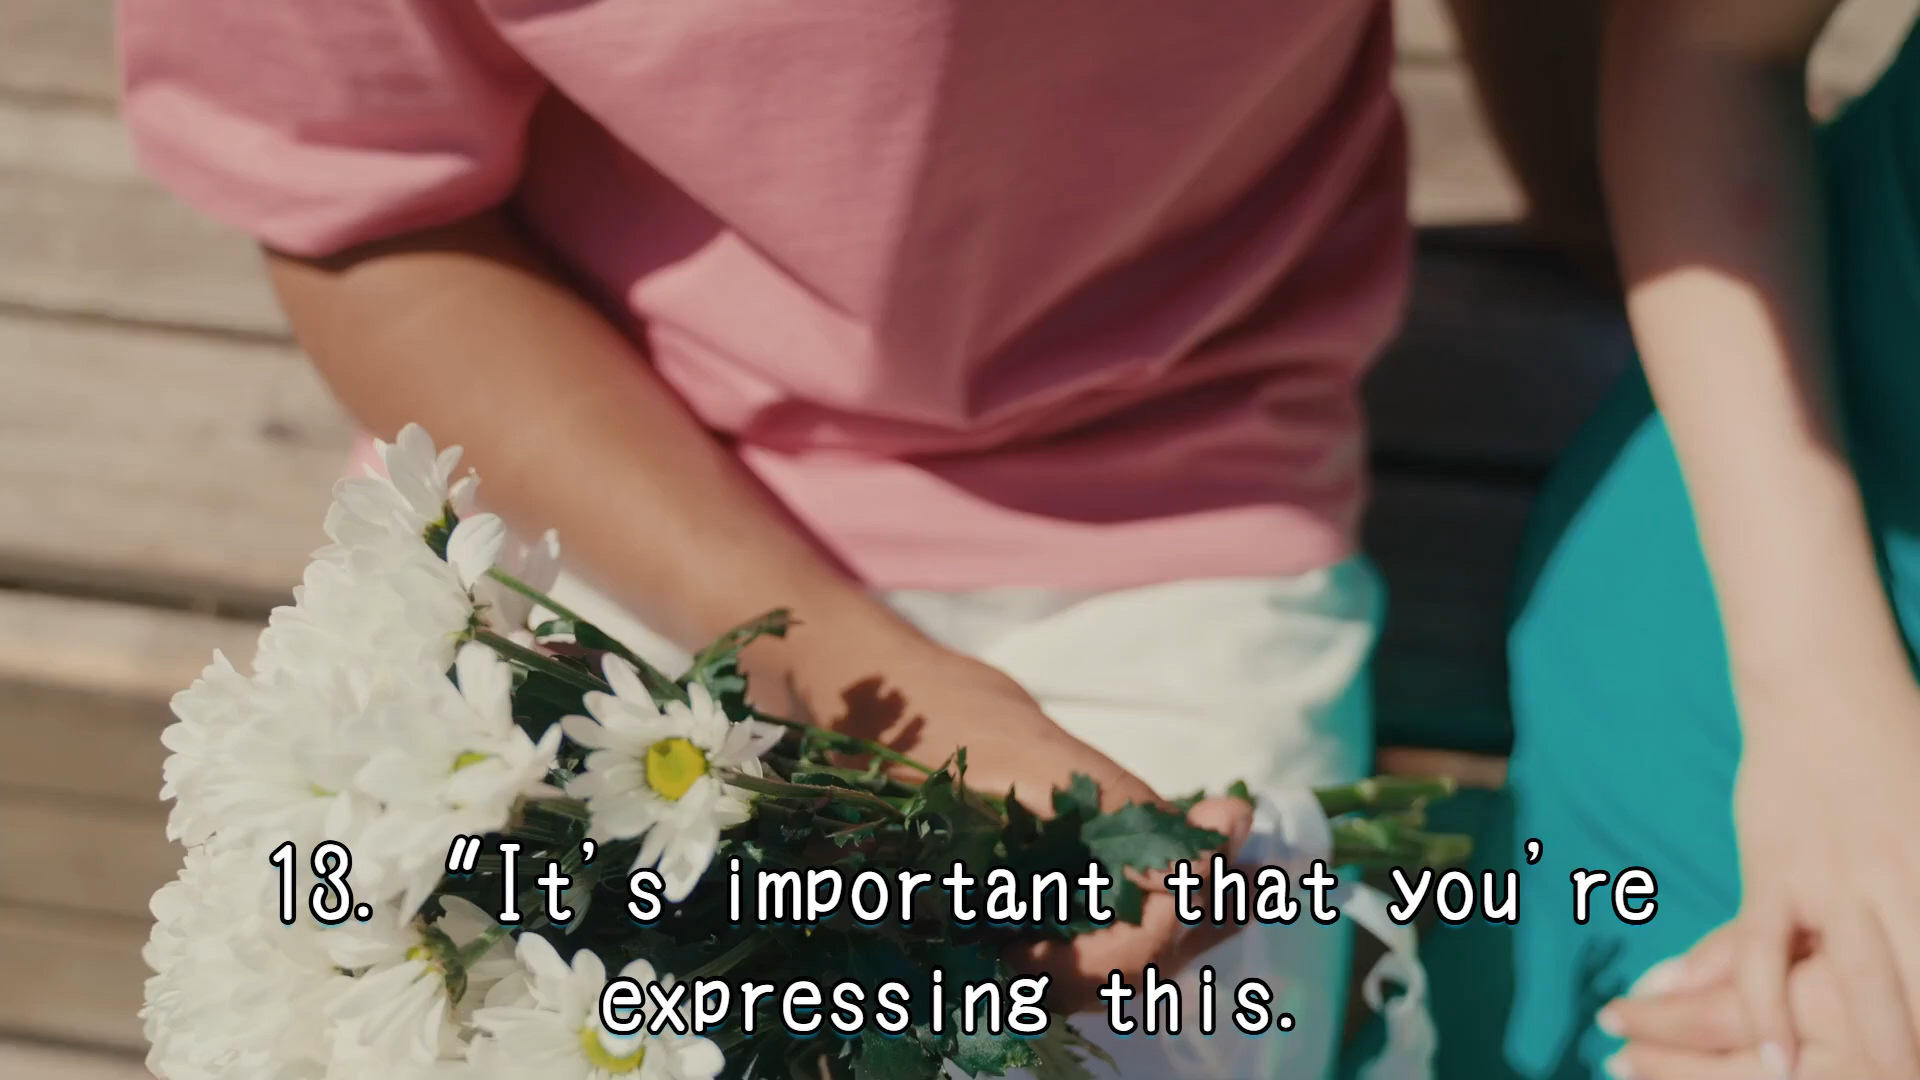 13. “It’s important that you’re
expressing this.